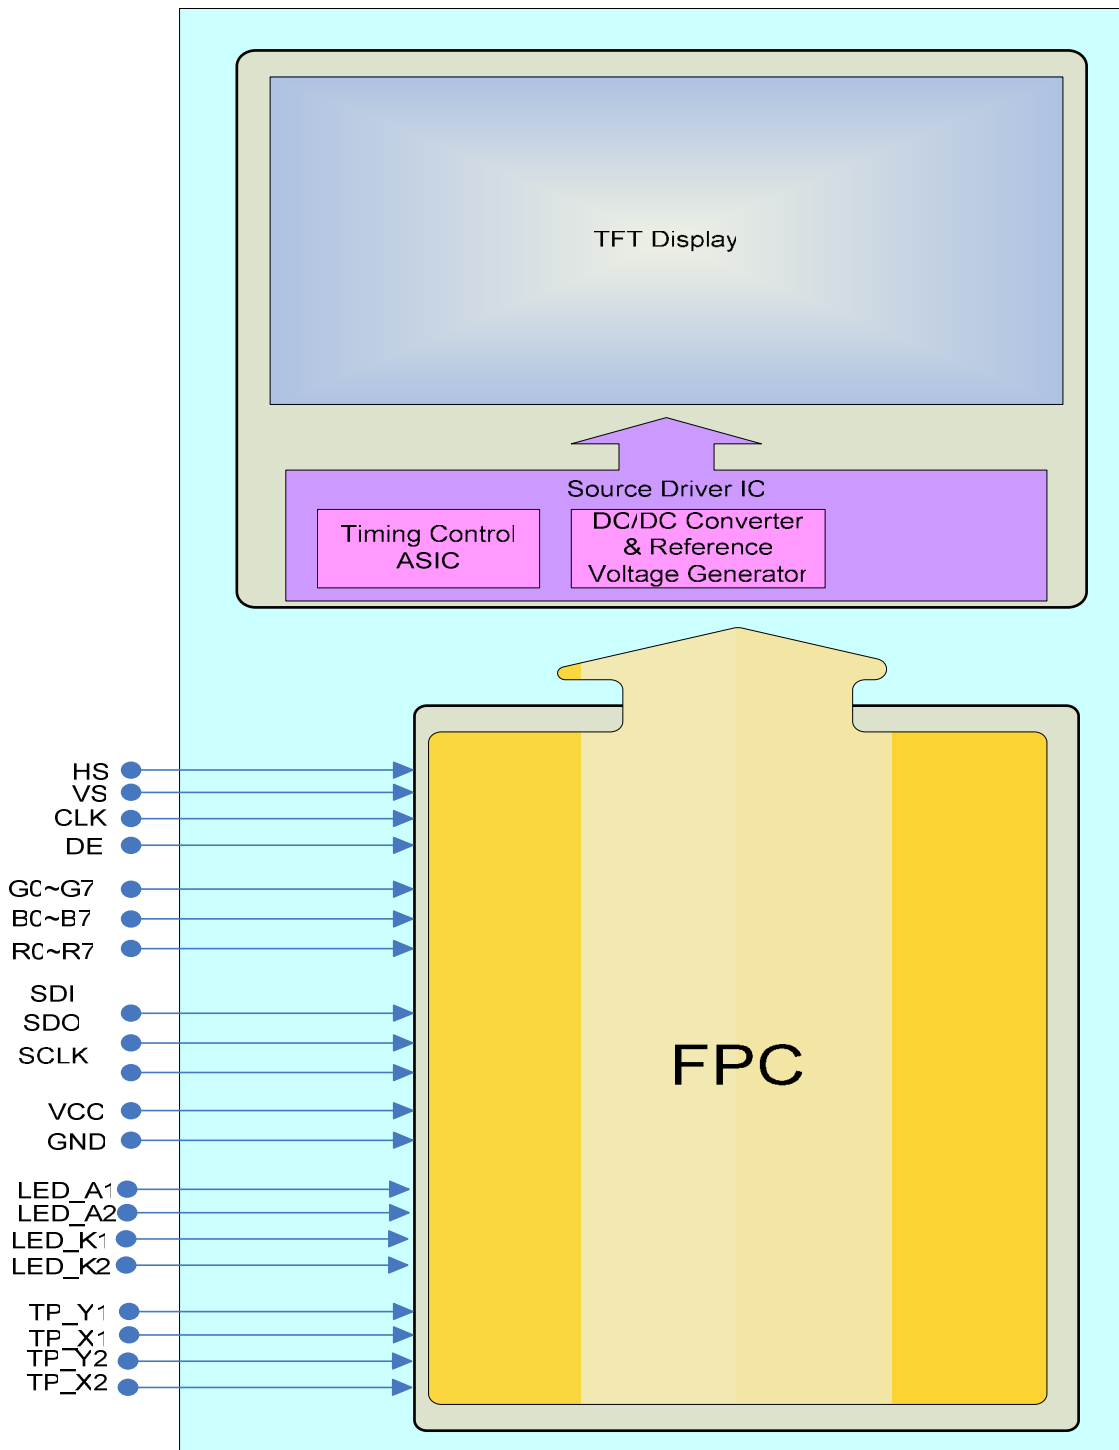 TFT Display
Source Driver IC
Timing Control
ASIC
DC/DC Converter
& Reference
Voltage Generator
HS
VS
CLK
DE
G0~G7
B0~B7
R0~R7
SDI
SDO
SCLK
VCC
GND
LED_A1
LED_A2
LED_K1
LED_K2
TP_Y1
TP_X1
TP_Y2
TP_X2
FPC